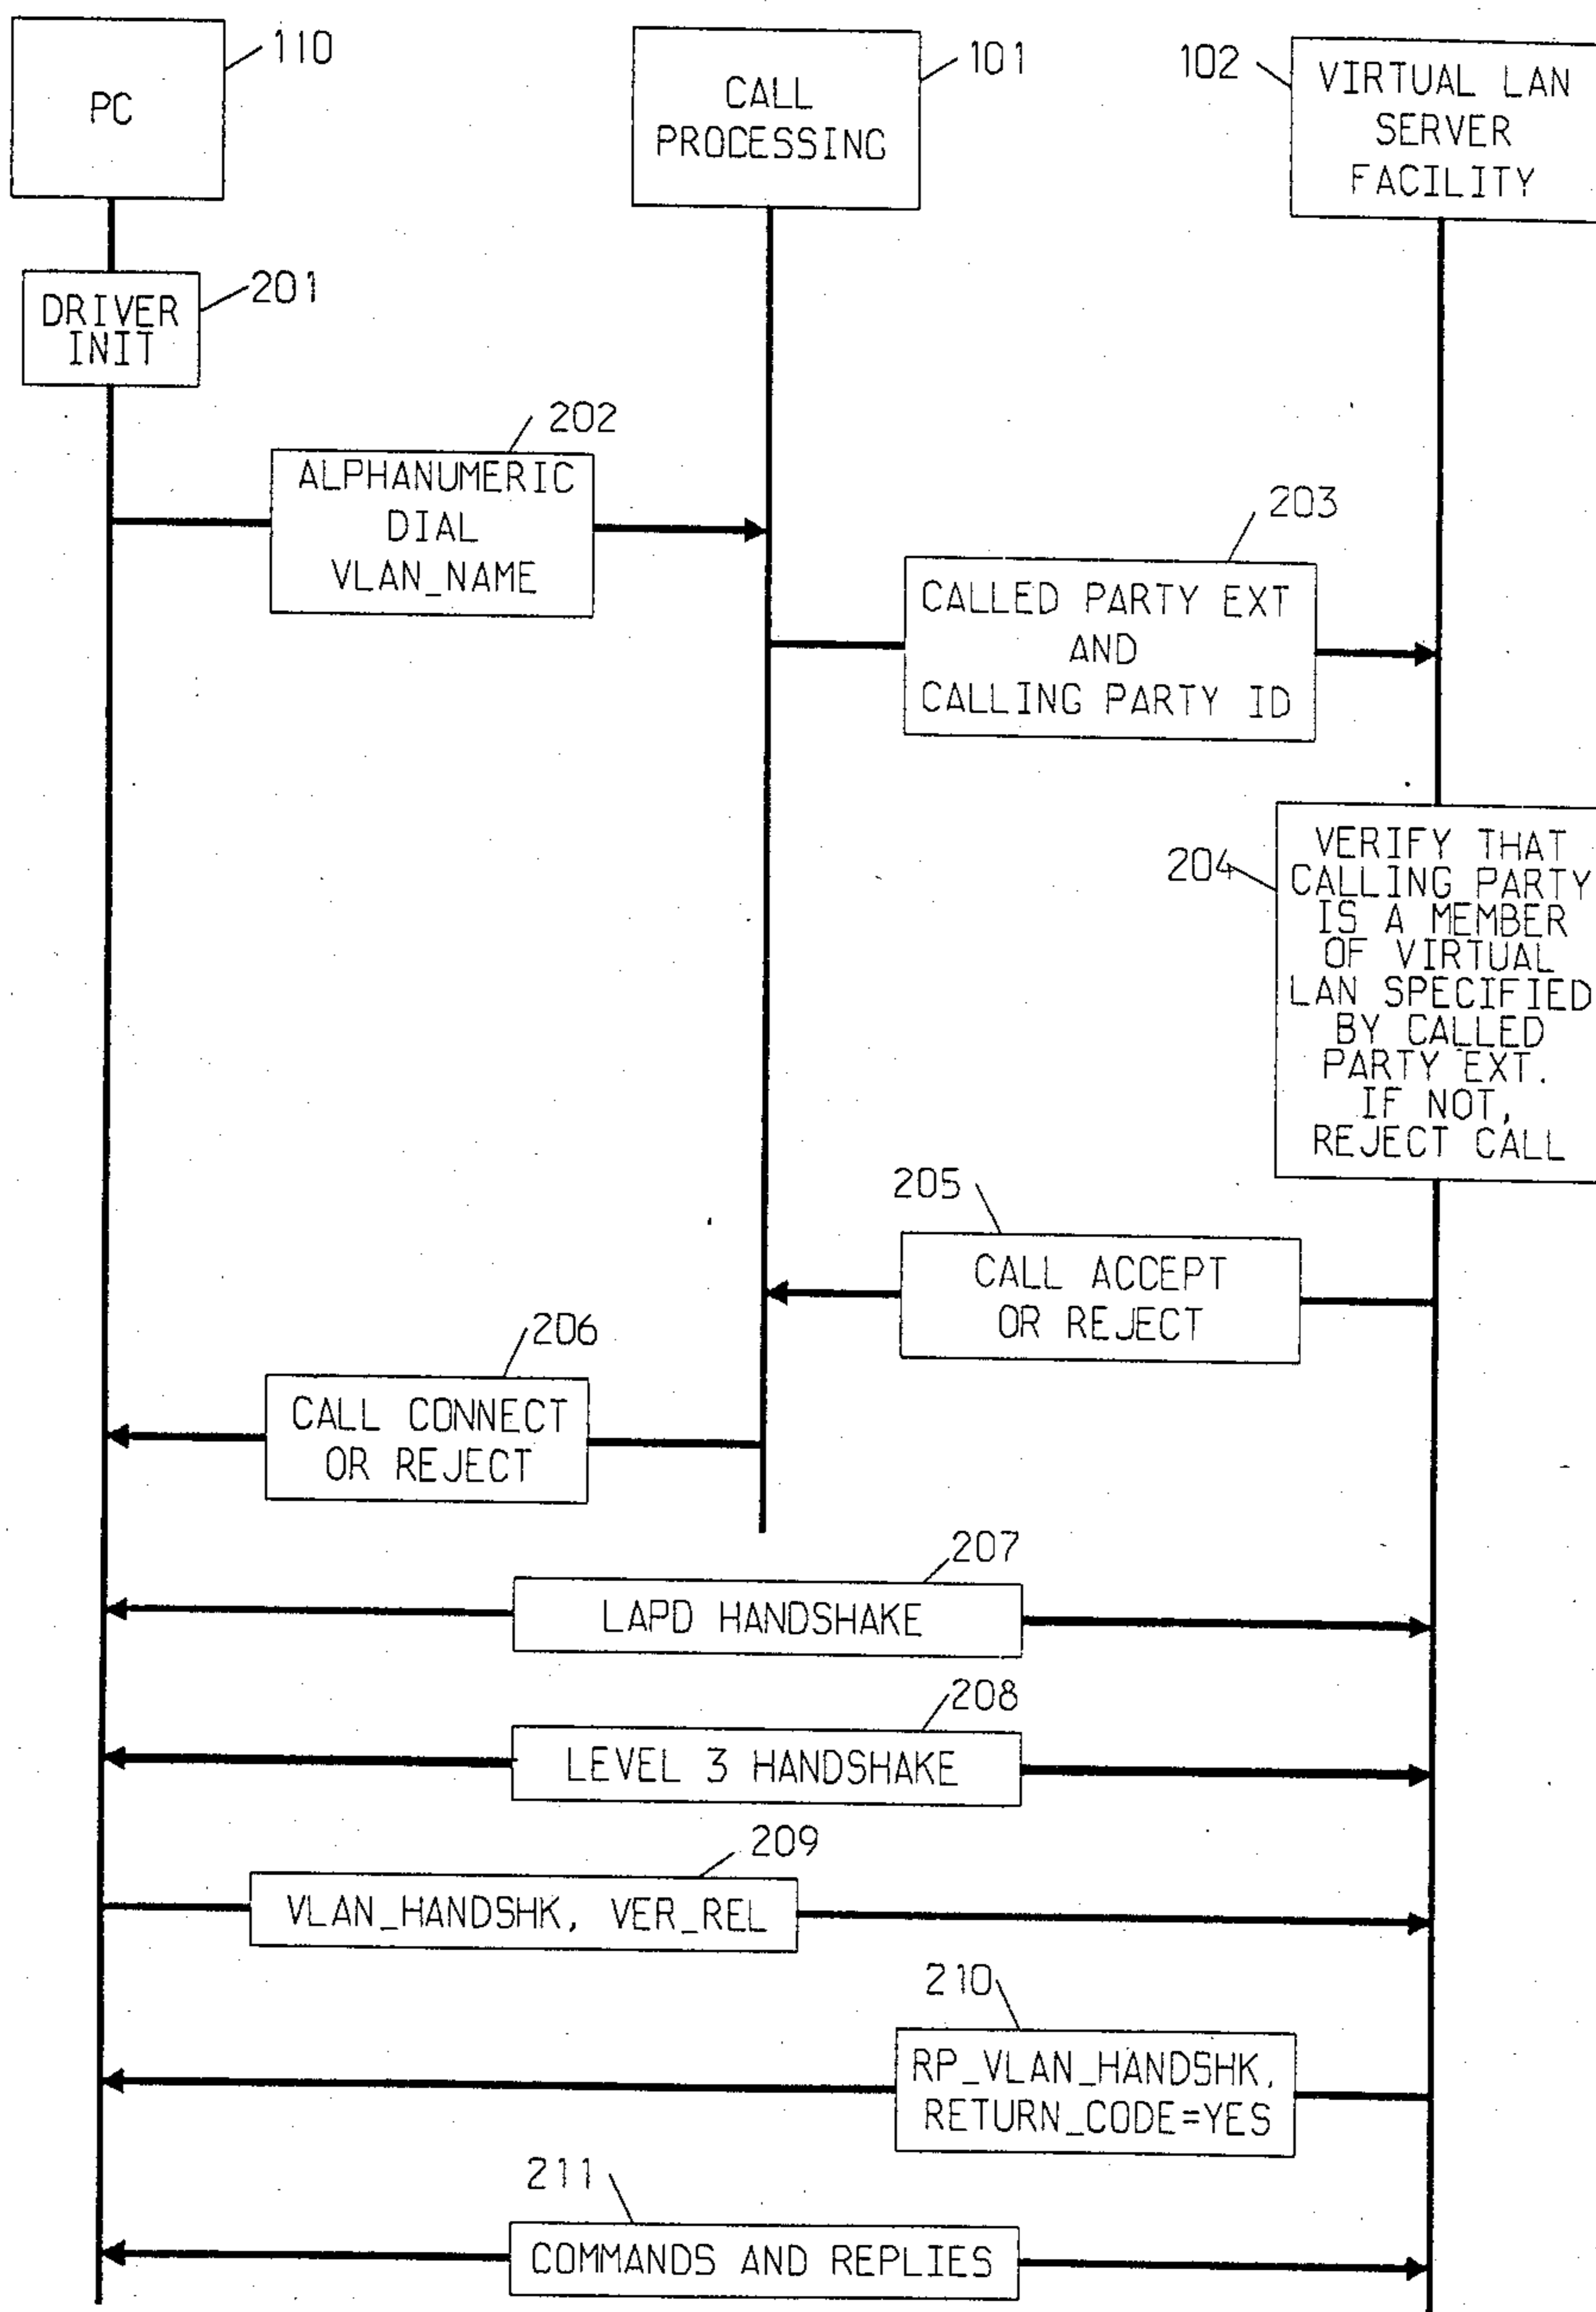 110
PC
101
CALL
PROCESSING
102
VIRTUAL LAN
SERVER
FACILITY
201
DRIVER
INIT
202
ALPHANUMERIC
DIAL
VLAN_NAME
203
CALLED PARTY EXT
AND
CALLING PARTY ID
204
VERIFY THAT
CALLING PARTY
IS A MEMBER
OF VIRTUAL
LAN SPECIFIED
BY CALLED
PARTY EXT.
IF NOT,
REJECT CALL
205
CALL ACCEPT
OR REJECT
206
CALL CONNECT
OR REJECT
207
LAPD HANDSHAKE
208
LEVEL 3 HANDSHAKE
209
VLAN_HANDSHK, VER_REL
210
RP_VLAN_HANDSHK,
RETURN_CODE=YES
211
COMMANDS AND REPLIES